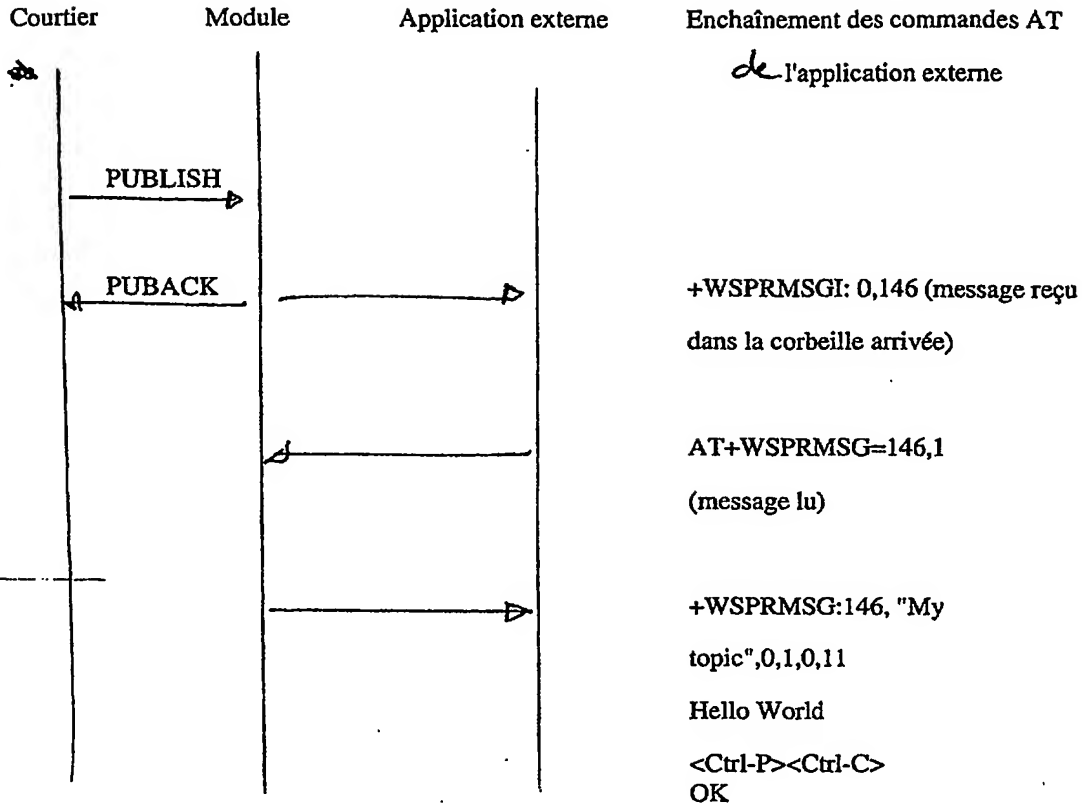 Courtier Module Application externe Enchaînement des commandes AT
de l'application externe
PUBLISH
PUBACK
+WSPRMSGI: 0,146 (message reçu
dans la corbeille arrivée)
AT+WSPRMSG=146,1
(message lu)
+WSPRMSG:146, "My
topic",0,1,0,11
Hello World
<Ctrl-P><Ctrl-C>
OK